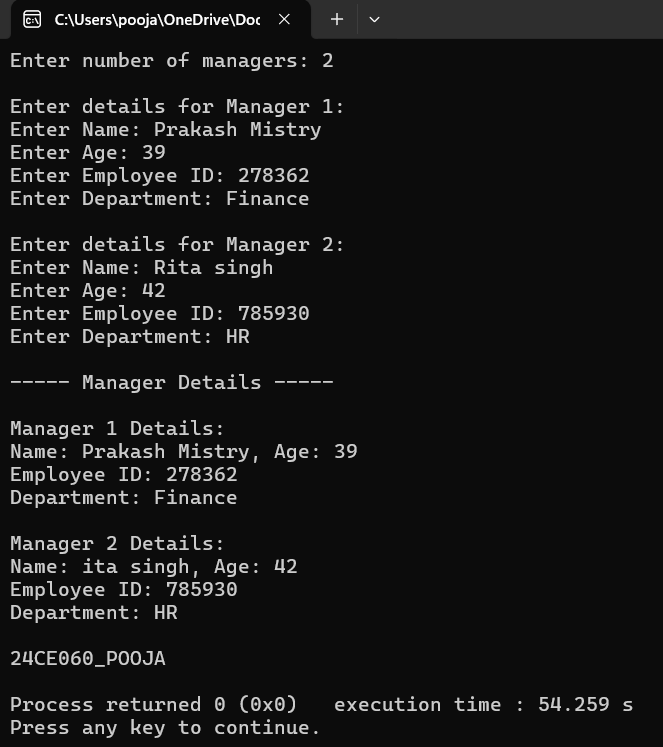 C:\Users\pooja\OneDrive\Doc
Enter number of managers: 2
Enter details for Manager 1:
Enter Name: Prakash Mistry
Enter Age: 39
Enter Employee ID: 278362
Enter Department: Finance
Enter details for Manager 2:
Enter Name: Rita singh
Enter Age: 42
Enter Employee ID: 785930
Enter Department: HR
----- Manager Details -----
Manager 1 Details:
Name: Prakash Mistry, Age: 39
Employee ID: 278362
Department: Finance
Manager 2 Details:
Name: ita singh, Age: 42
Employee ID: 785930
Department: HR
24CE060_POOJA
Process returned 0 (0x0)   execution time : 54.259 s
Press any key to continue.